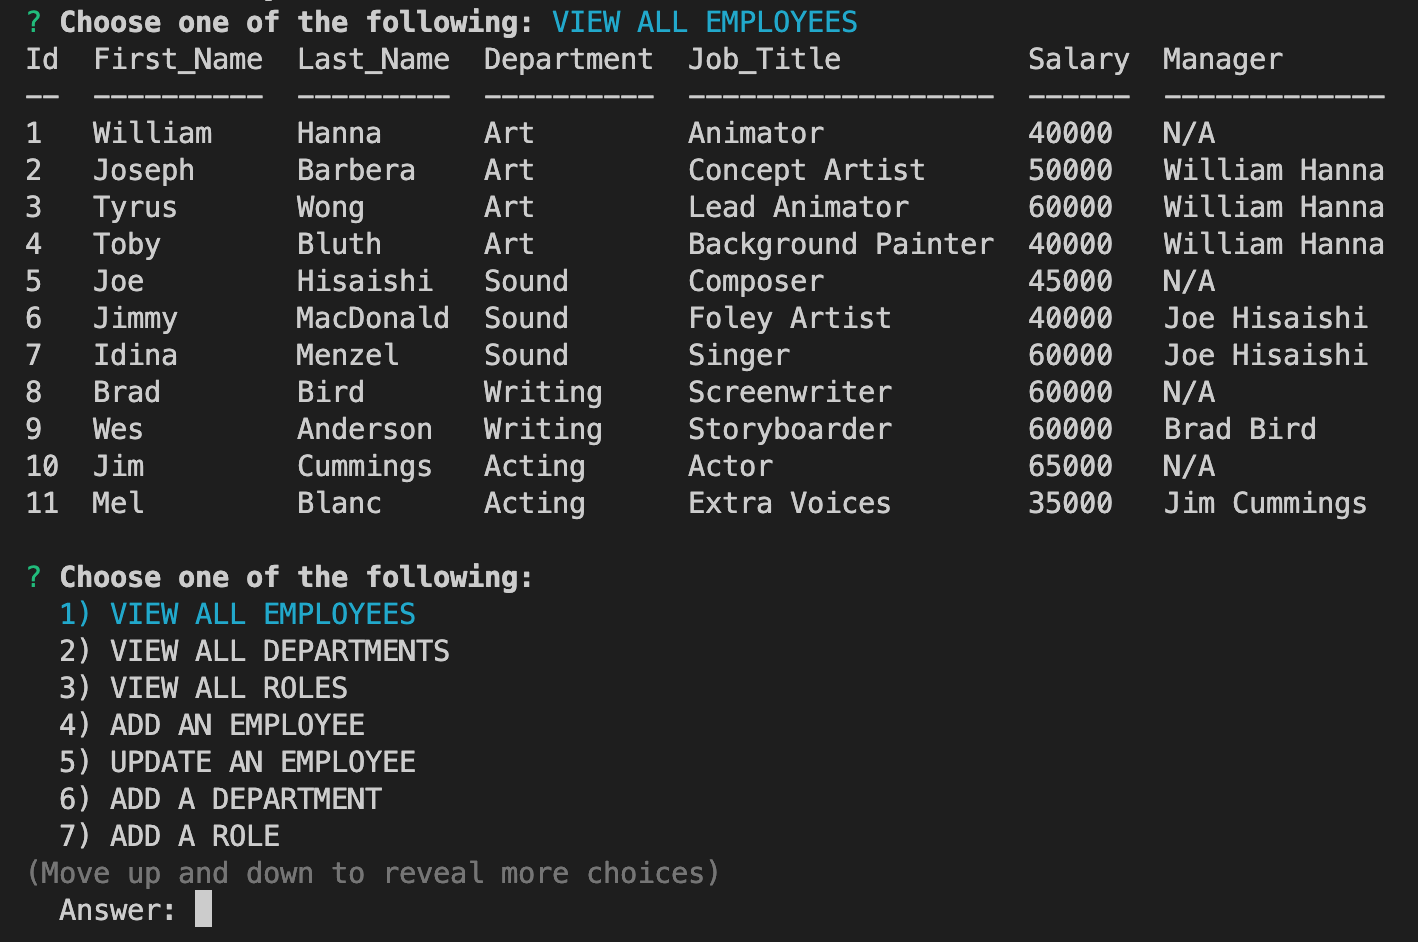 ? Choose one of the following: VIEW ALL EMPLOYEES
Id  First_Name  Last_Name  Department  Job_Title           Salary  Manager
--  ----------  ---------  ----------  ------------------  ------  -------------
1   William     Hanna      Art         Animator            40000   N/A
2   Joseph      Barbera    Art         Concept Artist      50000   William Hanna
3   Tyrus       Wong       Art         Lead Animator       60000   William Hanna
4   Toby        Bluth      Art         Background Painter  40000   William Hanna
5   Joe         Hisaishi   Sound       Composer            45000   N/A
6   Jimmy       MacDonald  Sound       Foley Artist        40000   Joe Hisaishi
7   Idina       Menzel     Sound       Singer              60000   Joe Hisaishi
8   Brad        Bird       Writing     Screenwriter        60000   N/A
9   Wes         Anderson   Writing     Storyboarder        60000   Brad Bird
10  Jim         Cummings   Acting      Actor               65000   N/A
11  Mel         Blanc      Acting      Extra Voices        35000   Jim Cummings
? Choose one of the following:
1) VIEW ALL EMPLOYEES
2) VIEW ALL DEPARTMENTS
3) VIEW ALL ROLES
4) ADD AN EMPLOYEE
5) UPDATE AN EMPLOYEE
6) ADD A DEPARTMENT
7) ADD A ROLE
(Move up and down to reveal more choices)
Answer: